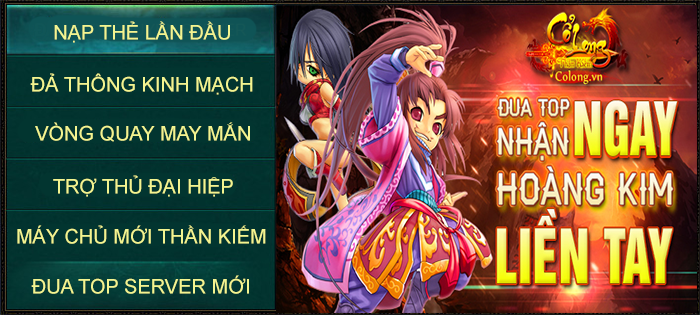 NẠP THẺ LẦN ĐẦU
ĐẢ THÔNG KINH MẠCH
VÒNG QUAY MAY MẮN
TRỢ THỦ ĐẠI HIỆP
MÁY CHỦ MỚI THẦN KIẾM
ĐUA TOP SERVER MỚI
Cổ Long
Colong.vn
ĐUA TOP
NHẬN NGAY
HOÀNG KIM
LIỀN TAY